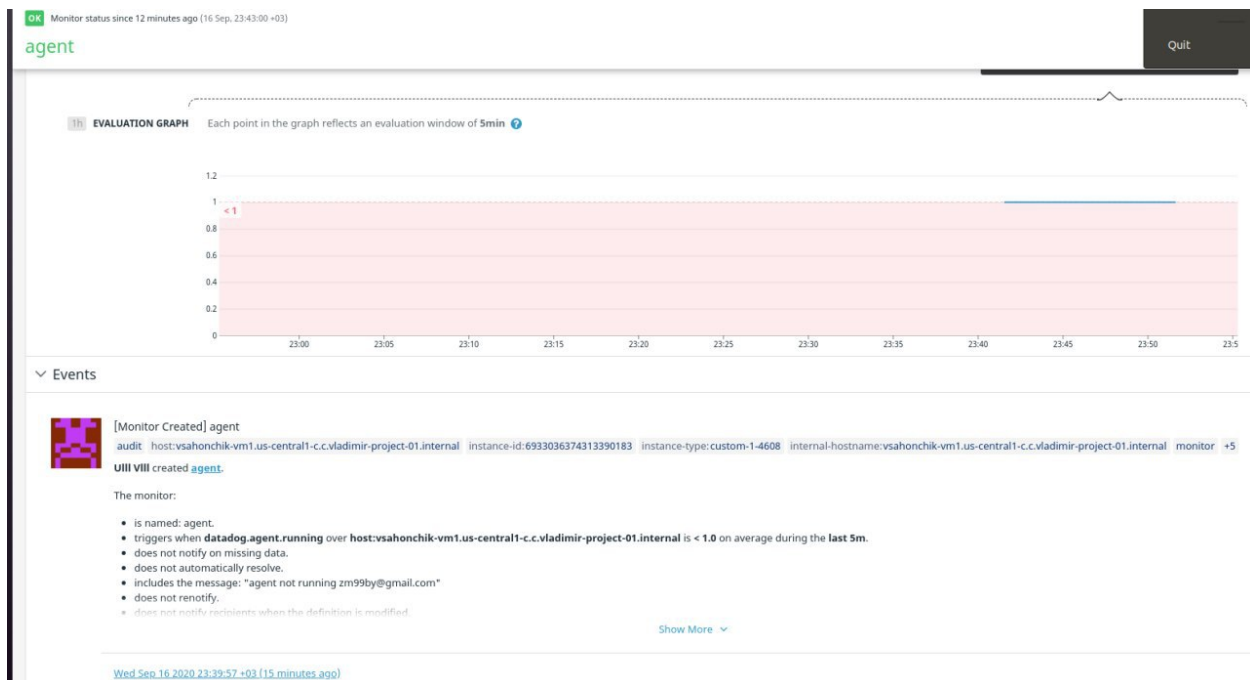 OK Monitor status since 12 minutes ago (16 Sep, 23:43:00 +03)
agent
Quit
1h EVALUATION GRAPH Each point in the graph reflects an evaluation window of 5min ?
1.2
1
< 1
0.8
0.6
0.4
0.2
0
23:00 23:05 23:10 23:15 23:20 23:25 23:30 23:35 23:40 23:45 23:50 23:5
Events
[Monitor Created] agent
audit host:vsahonchik-vm1.us-central1-c.c.vladimir-project-01.internal instance-id:6933036374313390183 instance-type:custom-1-4608 internal-hostname:vsahonchik-vm1.us-central1-c.c.vladimir-project-01.internal monitor +5
UIII VIII created agent.
The monitor:
• is named: agent.
• triggers when datadog.agent.running over host:vsahonchik-vm1.us-central1-c.c.vladimir-project-01.internal is < 1.0 on average during the last 5m.
• does not notify on missing data.
• does not automatically resolve.
• includes the message: "agent not running zm99by@gmail.com"
• does not renotify.
• does not notify recipients when the definition is modified.
Show More
Wed Sep 16 2020 23:39:57 +03 (15 minutes ago)